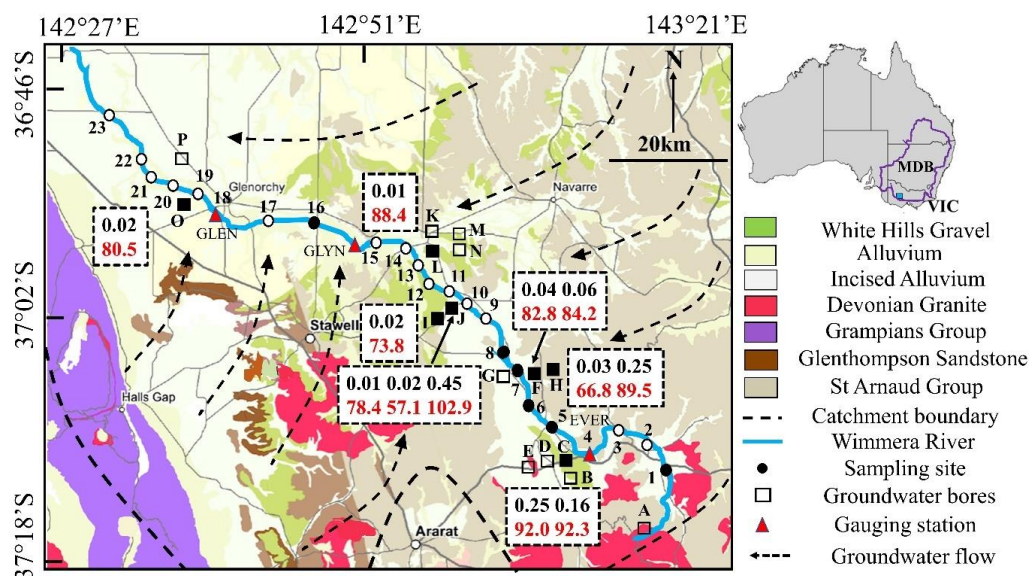 142°27’E
142°51’E
143°21’E
36°46’S
37°02’S
37°18’S
N
20km
23
22
21
20
19
18
17
16
15
14
13
12
11
10
9
8
7
6
5
4
3
2
1
P
O
K
M
N
L
I
J
G
F
H
E
D
C
B
A
GLEN
GLYN
EVER
Glenorchy
Navarre
Stawell
Halls Gap
Ararat
0.02
80.5
0.01
88.4
0.02
73.8
0.04 0.06
82.8 84.2
0.01 0.02 0.45
78.4 57.1 102.9
0.03 0.25
66.8 89.5
0.25 0.16
92.0 92.3
MDB
VIC
White Hills Gravel
Alluvium
Incised Alluvium
Devonian Granite
Grampians Group
Glenthompson Sandstone
St Arnaud Group
Catchment boundary
Wimmera River
Sampling site
Groundwater bores
Gauging station
Groundwater flow